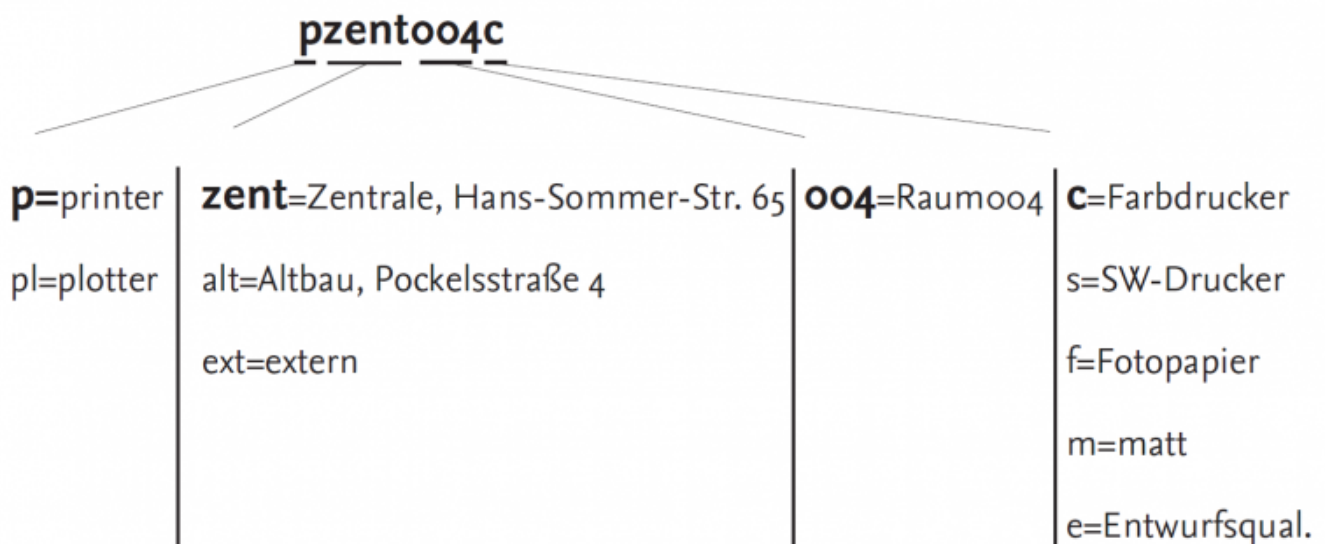 pzent004c
p=printer
pl=plotter
zent=Zentrale, Hans-Sommer-Str. 65
alt=Altbau, Pockelsstraße 4
ext=extern
004=Raum004
c=Farbdrucker
s=SW-Drucker
f=Fotopapier
m=matt
e=Entwurfsqual.